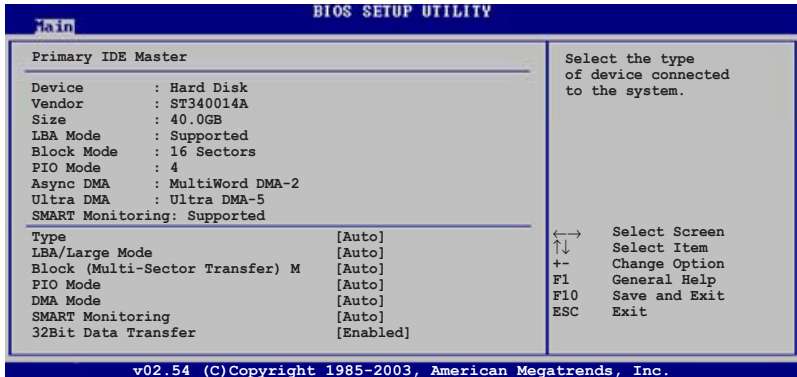 BIOS SETUP UTILITY
Main
Primary IDE Master
Device : Hard Disk
Vendor : ST340014A
Size : 40.0GB
LBA Mode : Supported
Block Mode : 16 Sectors
PIO Mode : 4
Async DMA : MultiWord DMA-2
Ultra DMA : Ultra DMA-5
SMART Monitoring: Supported
Type [Auto]
LBA/Large Mode [Auto]
Block (Multi-Sector Transfer) M [Auto]
PIO Mode [Auto]
DMA Mode [Auto]
SMART Monitoring [Auto]
32Bit Data Transfer [Enabled]
Select the type
of device connected
to the system.
←→ Select Screen
↑↓ Select Item
+- Change Option
F1 General Help
F10 Save and Exit
ESC Exit
v02.54 (C)Copyright 1985-2003, American Megatrends, Inc.